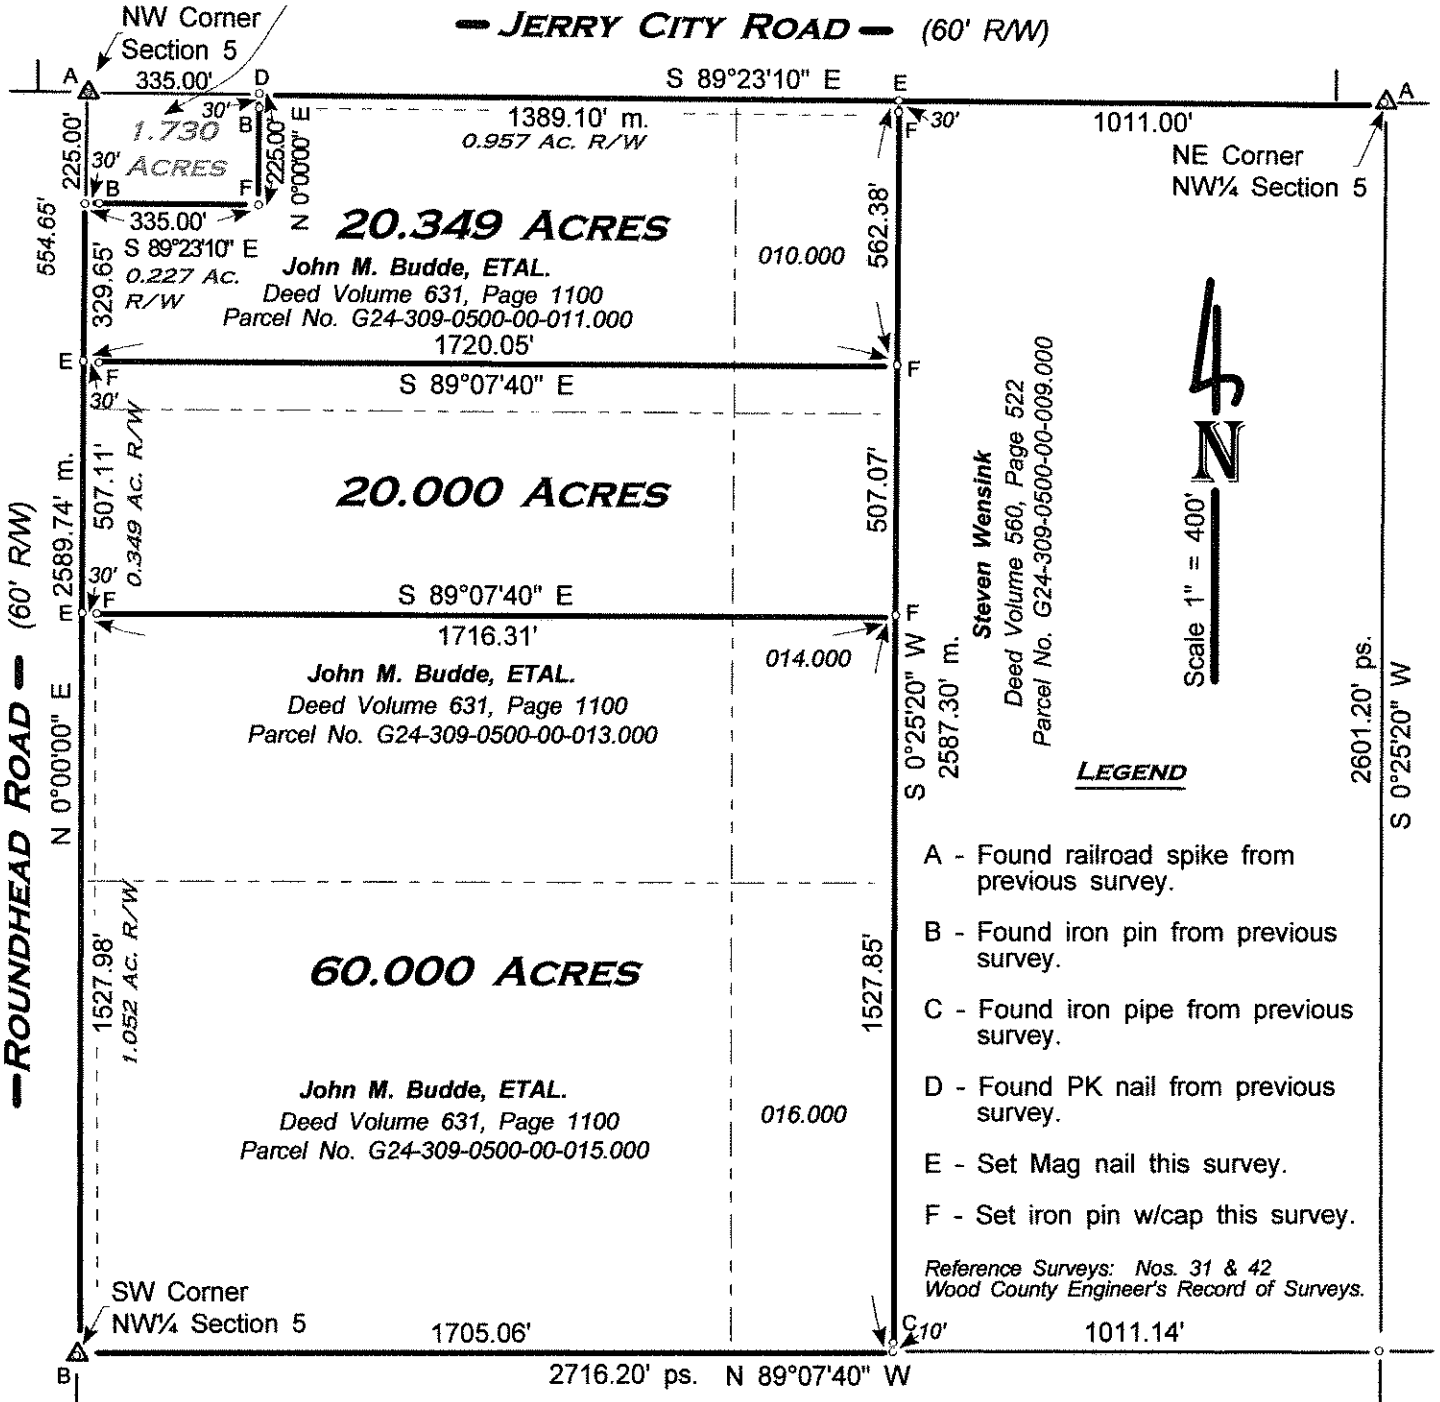 JERRY CITY ROAD (60' R/W)
NW Corner
Section 5
A
335.00'
D
S 89°23'10" E
E
A
30'
B
1389.10' m.
0.957 Ac. R/W
F
30'
1011.00'
NE Corner
NW¼ Section 5
225.00'
1.730
ACRES
30'
B
F
225.00'
N 0°00'00" E
335.00'
S 89°23'10" E
0.227 Ac.
R/W
554.65'
329.65'
20.349 ACRES
John M. Budde, ETAL.
Deed Volume 631, Page 1100
Parcel No. G24-309-0500-00-011.000
010.000
562.38'
1720.05'
E
F
30'
S 89°07'40" E
F
0.349 AC. R/W
507.11'
2589.74' m.
20.000 ACRES
507.07'
Steven Wensink
Deed Volume 560, Page 522
Parcel No. G24-309-0500-00-009.000
N
Scale 1" = 400'
ROUNDHEAD ROAD (60' R/W)
30'
E
F
S 89°07'40" E
F
1716.31'
014.000
John M. Budde, ETAL.
Deed Volume 631, Page 1100
Parcel No. G24-309-0500-00-013.000
N 0°00'00" E
S 0°25'20" W
2587.30' m.
2601.20' ps.
S 0°25'20" W
1527.98'
1.052 AC. R/W
60.000 ACRES
1527.85'
John M. Budde, ETAL.
Deed Volume 631, Page 1100
Parcel No. G24-309-0500-00-015.000
016.000
LEGEND
A - Found railroad spike from
previous survey.
B - Found iron pin from previous
survey.
C - Found iron pipe from previous
survey.
D - Found PK nail from previous
survey.
E - Set Mag nail this survey.
F - Set iron pin w/cap this survey.
Reference Surveys: Nos. 31 & 42
Wood County Engineer's Record of Surveys.
SW Corner
NW¼ Section 5
1705.06'
C
10'
1011.14'
B
2716.20' ps. N 89°07'40" W